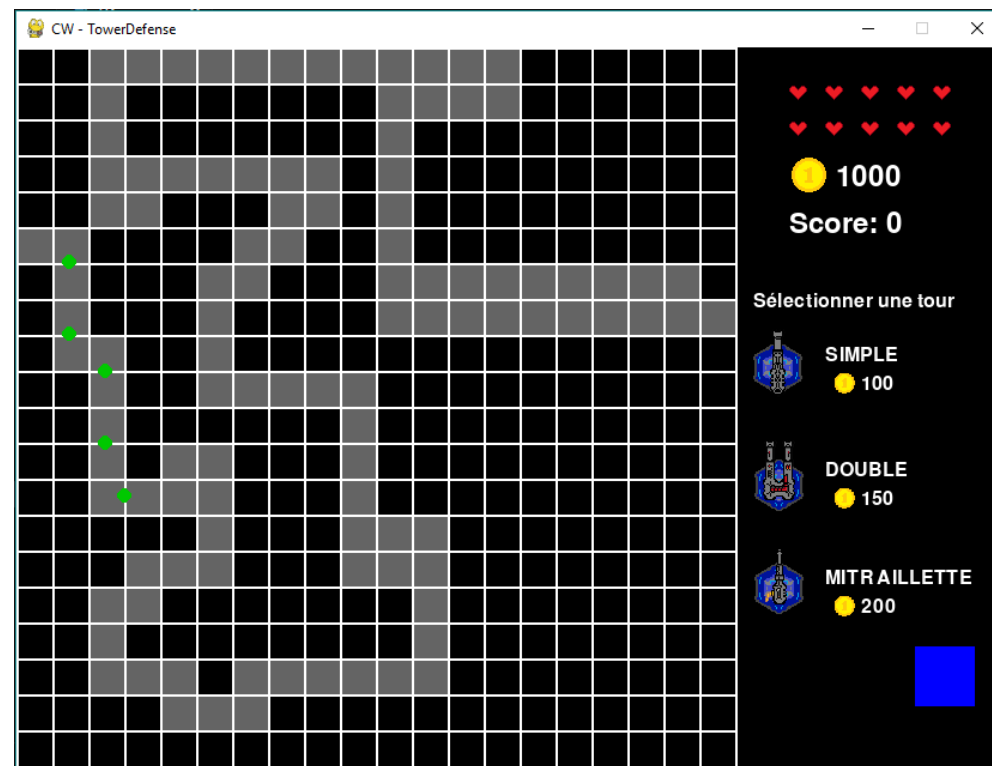 CW - TowerDefense
1000
Score: 0
Sélectionner une tour
SIMPLE
100
DOUBLE
150
MITRAILLETTE
200